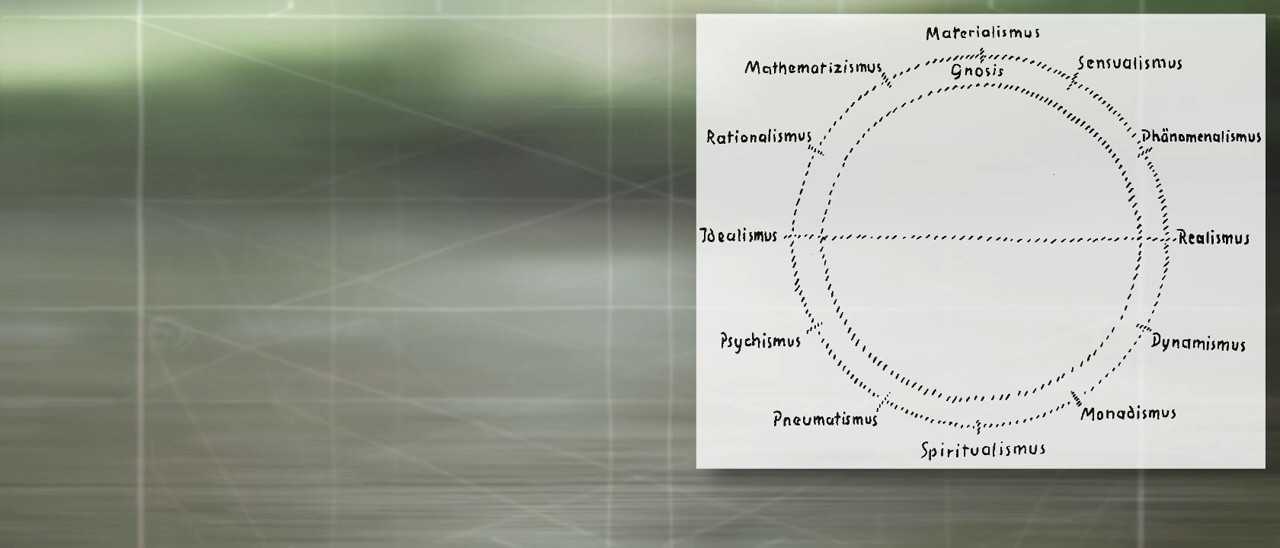 Materialismus
Mathematizismus
Gnosis
Sensualismus
Rationalismus
Phänomenalismus
Idealismus
Realismus
Psychismus
Dynamismus
Pneumatismus
Monadismus
Spiritualismus